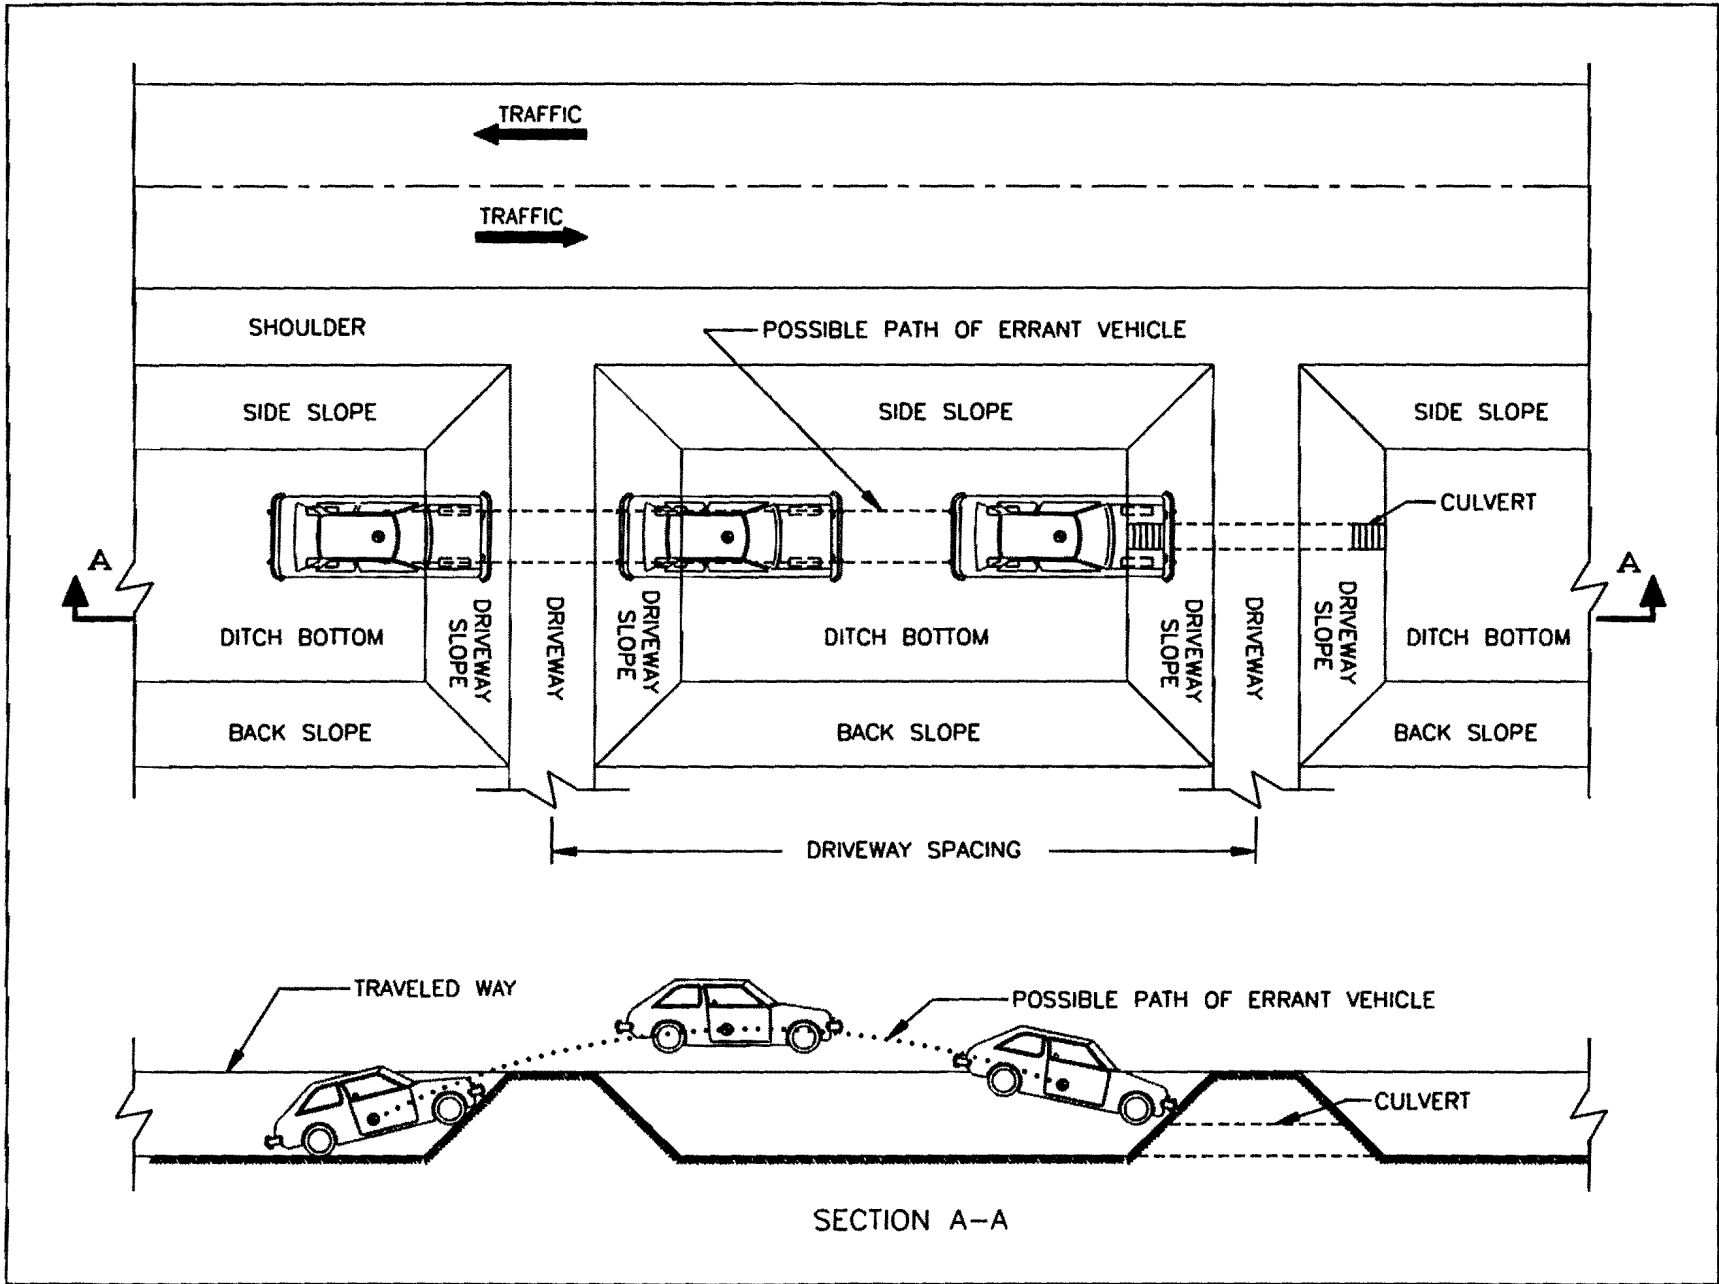 TRAFFIC
TRAFFIC
SHOULDER
POSSIBLE PATH OF ERRANT VEHICLE
SIDE SLOPE
SIDE SLOPE
SIDE SLOPE
CULVERT
A
A
DRIVEWAY
SLOPE
DRIVEWAY
DRIVEWAY
SLOPE
DRIVEWAY
SLOPE
DRIVEWAY
DRIVEWAY
SLOPE
DITCH BOTTOM
DITCH BOTTOM
DITCH BOTTOM
BACK SLOPE
BACK SLOPE
BACK SLOPE
DRIVEWAY SPACING
TRAVELED WAY
POSSIBLE PATH OF ERRANT VEHICLE
CULVERT
SECTION A-A